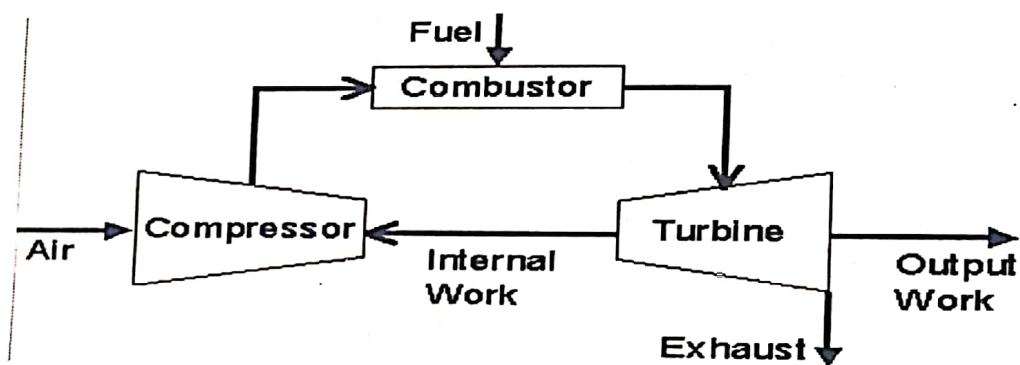 Fuel
Combustor
Compressor
Turbine
Air
Internal
Work
Output
Work
Exhaust